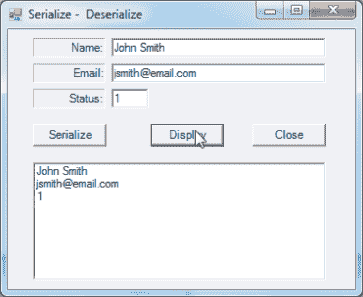 Serialize - Deserialize
Name: John Smith
Email: jsmith@email.com
Status: 1
Serialize Display Close
John Smith
jsmith@email.com
1